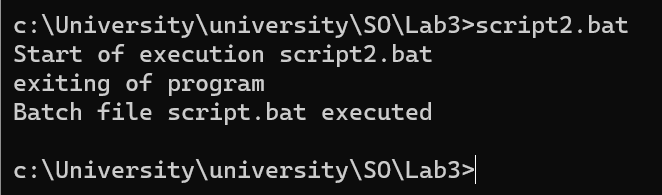 c:\University\university\SO\Lab3>script2.bat
Start of execution script2.bat
exiting of program
Batch file script.bat executed
c:\University\university\SO\Lab3>